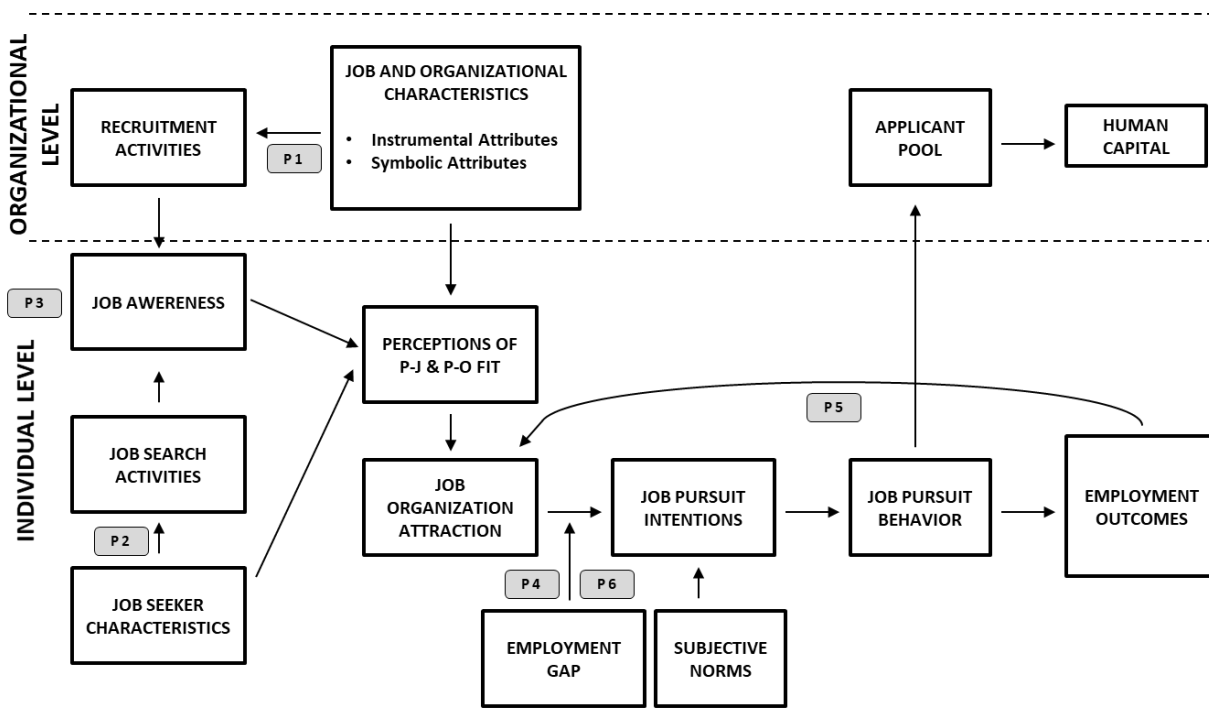 ORGANIZATIONAL
LEVEL
JOB AND ORGANIZATIONAL
CHARACTERISTICS
• Instrumental Attributes
• Symbolic Attributes
RECRUITMENT
ACTIVITIES
P 1
APPLICANT
POOL
HUMAN
CAPITAL
INDIVIDUAL LEVEL
P 3
JOB AWERENESS
PERCEPTIONS OF
P-J & P-O FIT
P 5
JOB SEARCH
ACTIVITIES
JOB
ORGANIZATION
ATTRACTION
JOB PURSUIT
INTENTIONS
JOB PURSUIT
BEHAVIOR
EMPLOYMENT
OUTCOMES
P 2
P 4
P 6
JOB SEEKER
CHARACTERISTICS
EMPLOYMENT
GAP
SUBJECTIVE
NORMS